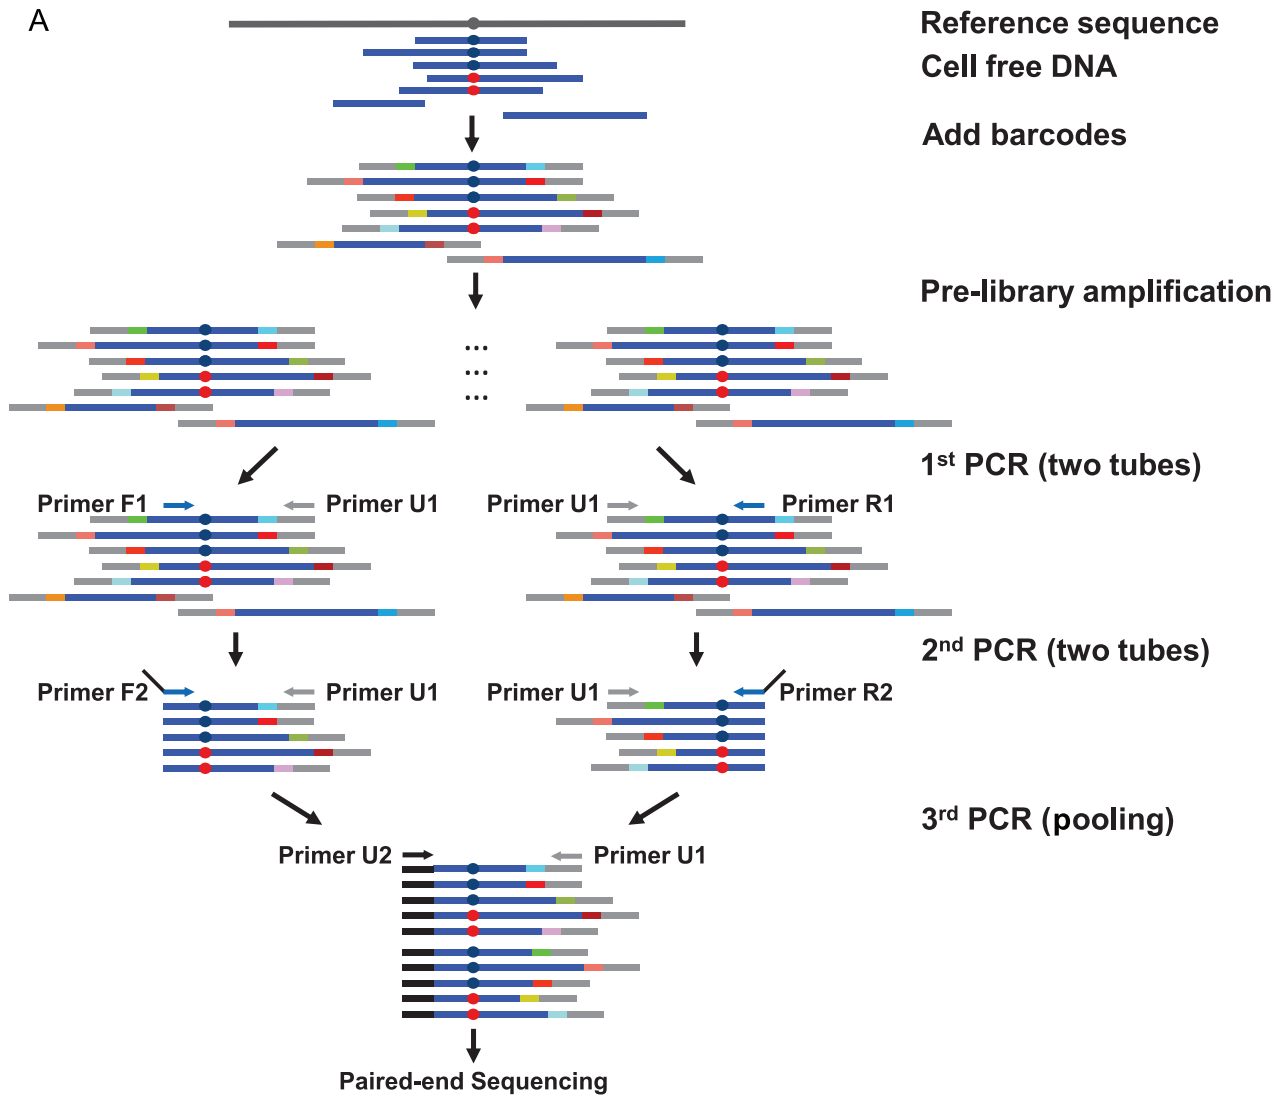 A
Reference sequence
Cell free DNA
Add barcodes
Pre-library amplification
...
...
...
1st PCR (two tubes)
Primer F1 Primer U1 Primer U1 Primer R1
2nd PCR (two tubes)
Primer F2 Primer U1 Primer U1 Primer R2
3rd PCR (pooling)
Primer U2 Primer U1
Paired-end Sequencing